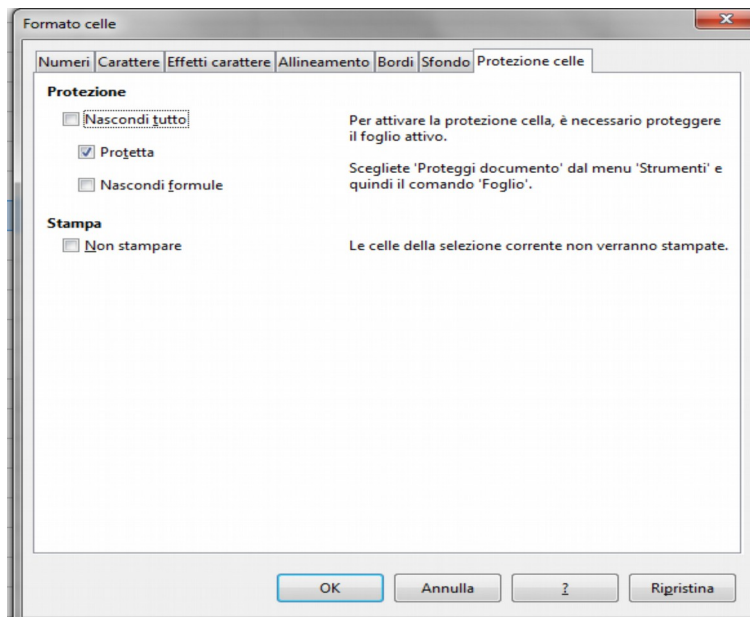 Formato celle
Numeri Carattere Effetti carattere Allineamento Bordi Sfondo Protezione celle
Protezione
Nascondi tutto
Protetta
Nascondi formule
Per attivare la protezione cella, è necessario proteggere
il foglio attivo.
Scegliete 'Proteggi documento' dal menu 'Strumenti' e
quindi il comando 'Foglio'.
Stampa
Non stampare
Le celle della selezione corrente non verranno stampate.
OK Annulla ? Ripristina